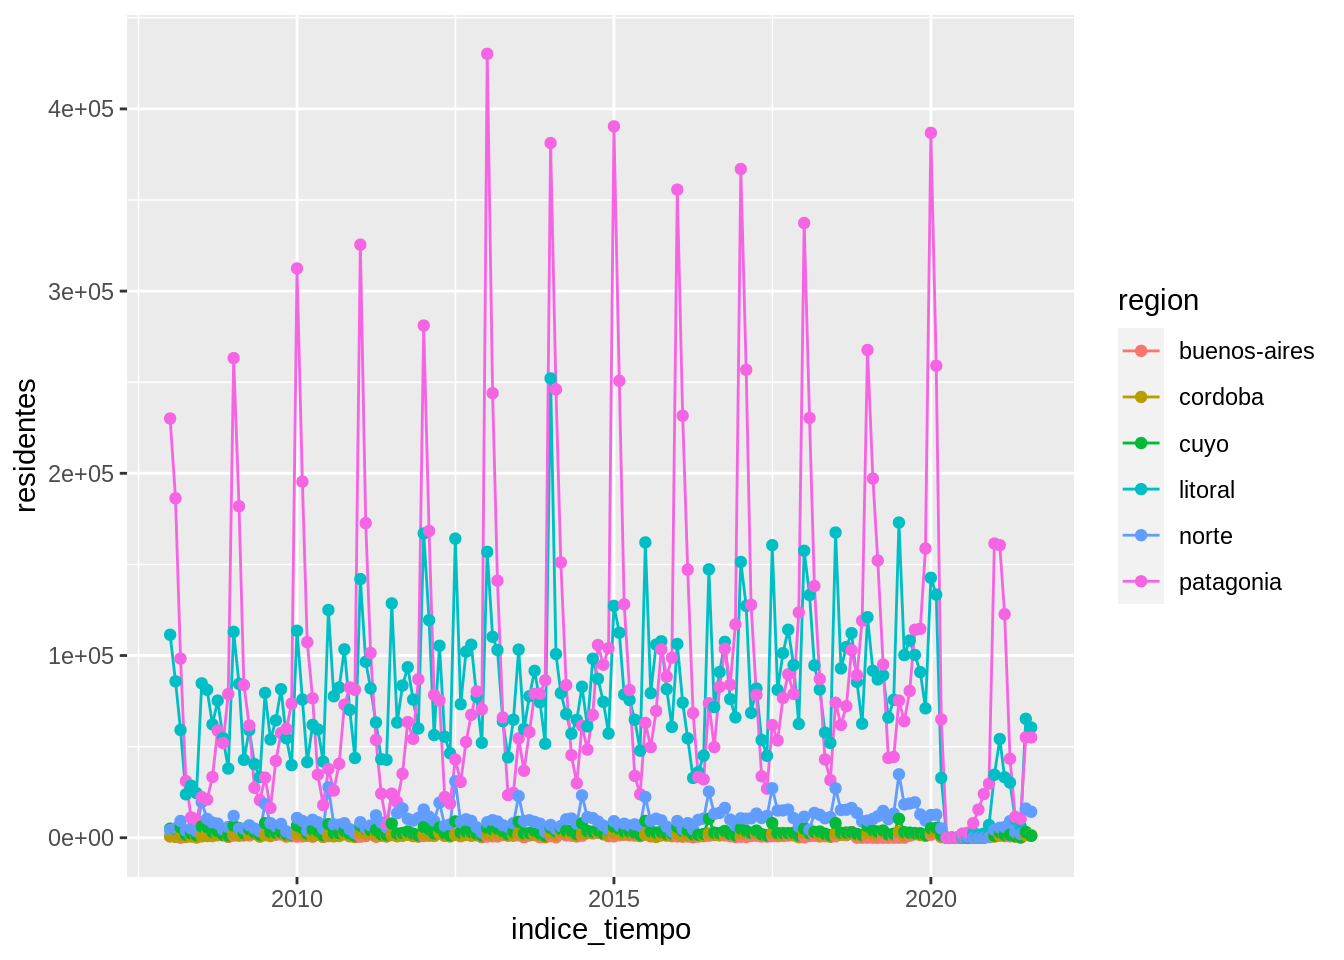 4e+05
3e+05
2e+05
1e+05
0e+00
residentes
2010
2015
2020
indice_tiempo
region
buenos-aires
cordoba
cuyo
litoral
norte
patagonia